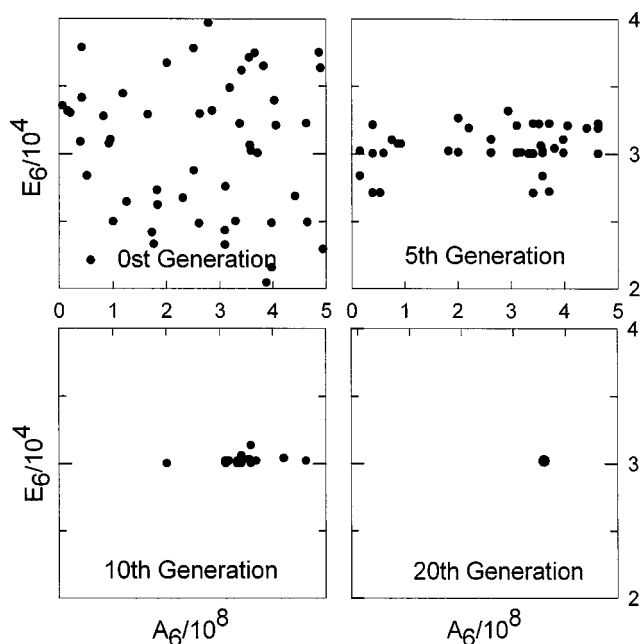 4
E6/10^4
3
0st Generation
5th Generation
2
0 1 2 3 4 5 0 1 2 3 4 5
4
E6/10^4
3
10th Generation
20th Generation
2
A6/10^8
A6/10^8